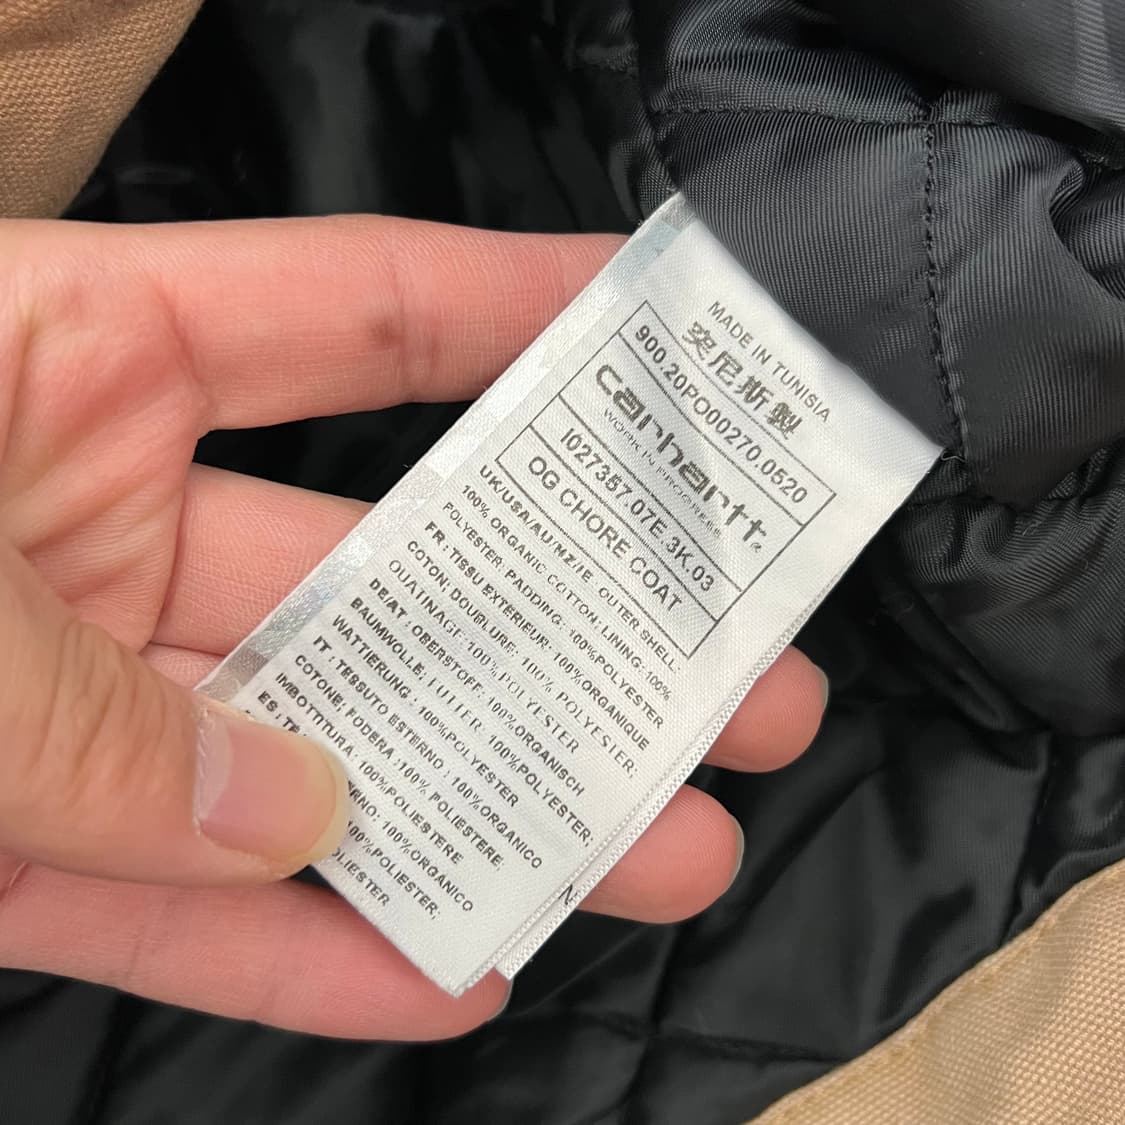 MADE IN TUNISIA
突尼斯製
900.20PO00270.0520
carhartt
WORK IN PROGRESS
I027357.07E.3K.03
OG CHORE COAT
UK/USA/AU/NZ/IE OUTER SHELL:
100% ORGANIC COTTON; LINING:100%
POLYESTER; PADDING: 100%POLYESTER
FR : TISSU EXTERIEUR: 100%ORGANIQUE
COTON; DOUBLURE: 100% POLYESTER;
OUATINAGE:100%POLYESTER
DE/AT : OBERSTOFF: 100%ORGANISCH
BAUMWOLLE; FUTTER: 100%POLYESTER;
WATTIERUNG : 100%POLYESTER
IT : TESSUTO ESTERNO : 100%ORGANICO
COTONE; FODERA :100% POLIESTERE;
IMBOTTITURA: 100%POLIESTERE
ES : 100%ORGANICO
100%POLIESTER;